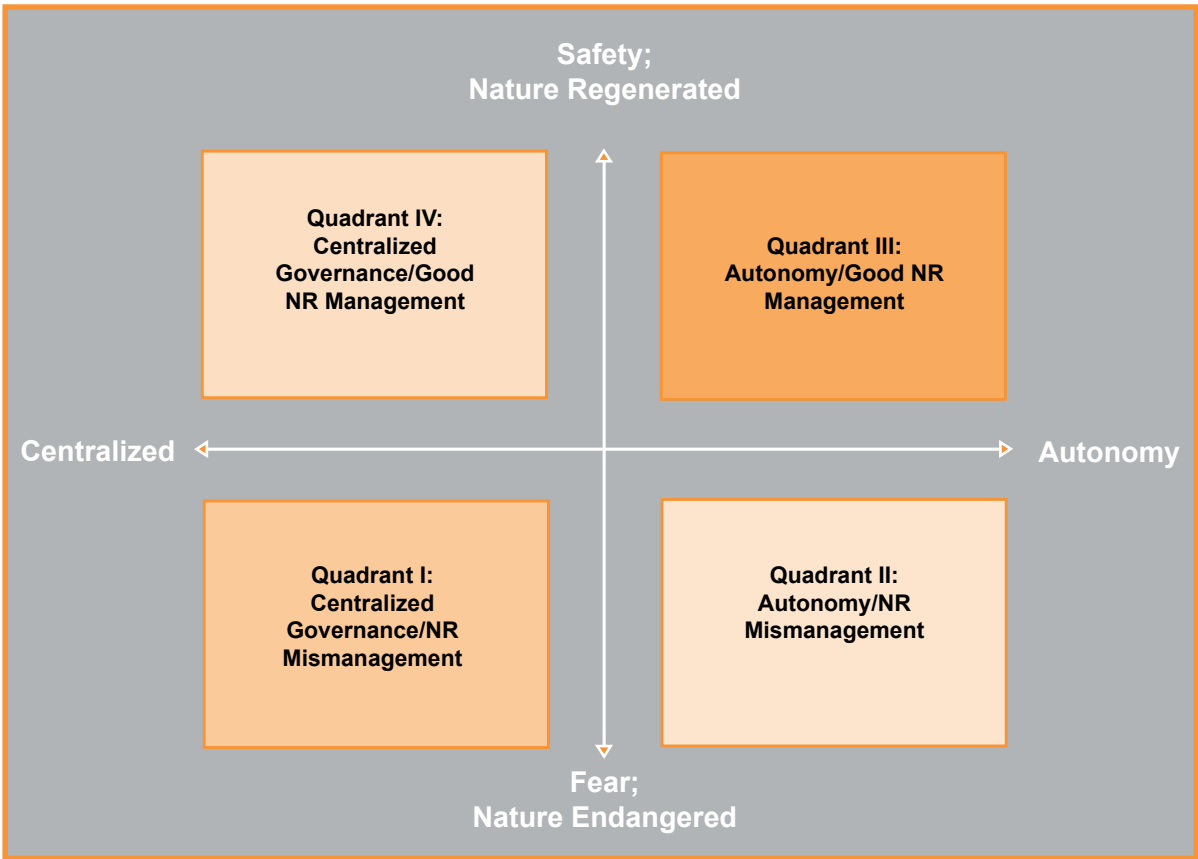 Safety;
Nature Regenerated
Quadrant IV:
Centralized
Governance/Good
NR Management
Quadrant III:
Autonomy/Good NR
Management
Centralized
Autonomy
Quadrant I:
Centralized
Governance/NR
Mismanagement
Quadrant II:
Autonomy/NR
Mismanagement
Fear;
Nature Endangered